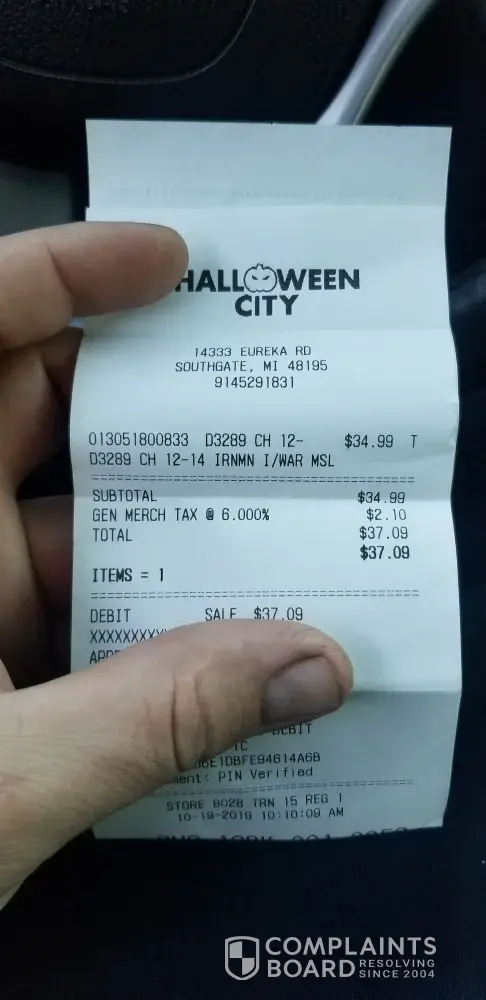 HALLOWEEN
CITY
14333 EUREKA RD
SOUTHGATE, MI 48195
9145291831
013051800833 D3289 CH 12- $34.99 T
D3289 CH 12-14 IRNMN I/WAR MSL
SUBTOTAL $34.99
GEN MERCH TAX @ 6.000% $2.10
TOTAL $37.09
$37.09
ITEMS = 1
DEBIT SALE $37.09
DEBIT
TC
PIN Verified
STORE 8028 TRN 15 REG 1
10-19-2019 10:10:09 AM
COMPLAINTS
BOARD RESOLVING
SINCE 2004